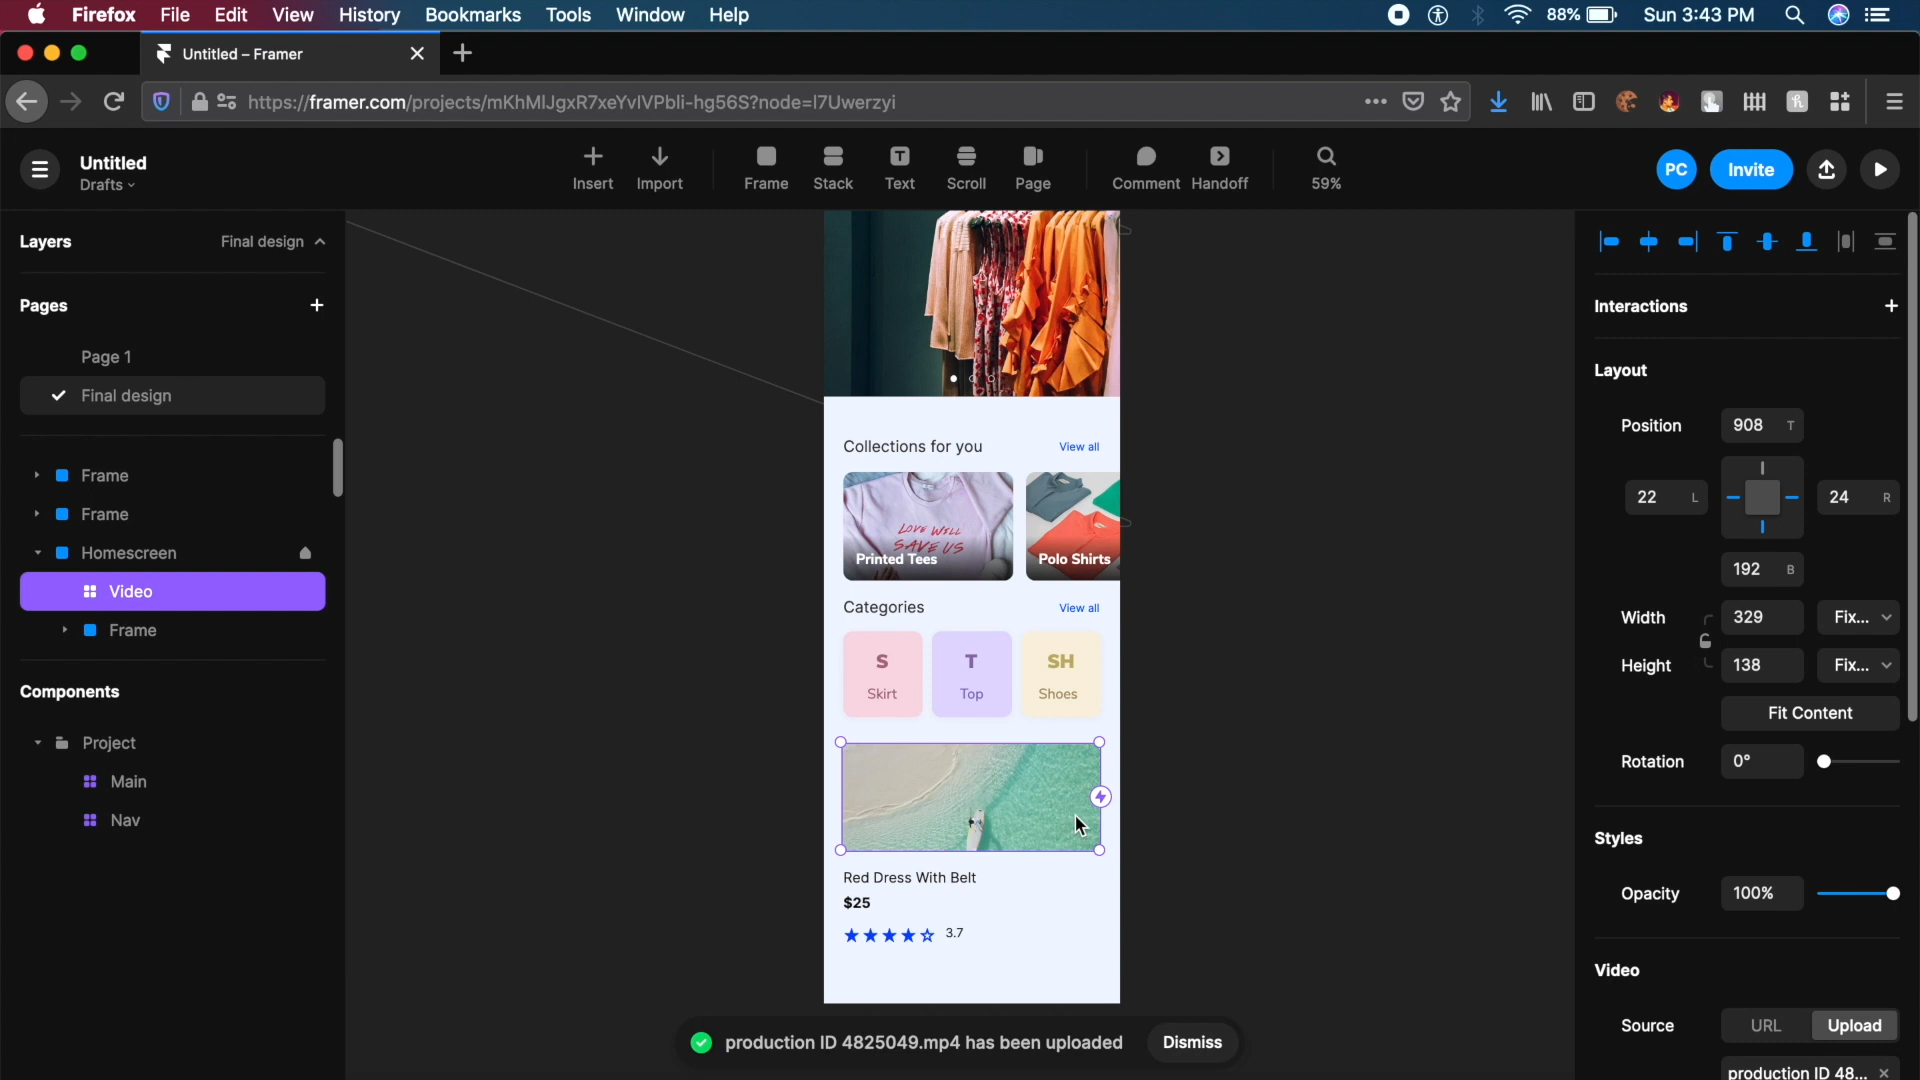 Firefox File Edit View History Bookmarks Tools Window Help
88% Sun 3:43 PM
Untitled – Framer
https://framer.com/projects/mKhMIJgxR7xeYvIVPbli-hg56S?node=I7Uwerzyi
Untitled
Drafts
Insert Import Frame Stack Text Scroll Page Comment Handoff 59%
PC Invite
Layers Final design
Pages
Page 1
Final design
Frame
Frame
Homescreen
Video
Frame
Components
Project
Main
Nav
Collections for you View all
LOVE WILL
SAVE US
Printed Tees Polo Shirts
Categories View all
S T SH
Skirt Top Shoes
Red Dress With Belt
$25
3.7
production ID 4825049.mp4 has been uploaded Dismiss
Interactions
Layout
Position 908 T
22 L 24 R
192 B
Width 329 Fix...
Height 138 Fix...
Fit Content
Rotation 0°
Styles
Opacity 100%
Video
Source URL Upload
production ID 48...